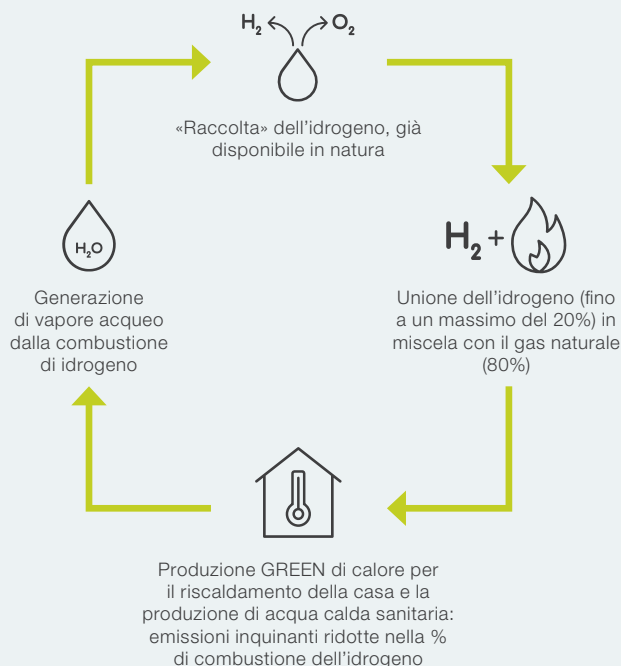 H₂ O₂
«Raccolta» dell'idrogeno, già
disponibile in natura
H₂ +
Unione dell'idrogeno (fino
a un massimo del 20%) in
miscela con il gas naturale
(80%)
Produzione GREEN di calore per
il riscaldamento della casa e la
produzione di acqua calda sanitaria:
emissioni inquinanti ridotte nella %
di combustione dell'idrogeno
H₂O
Generazione
di vapore acqueo
dalla combustione
di idrogeno